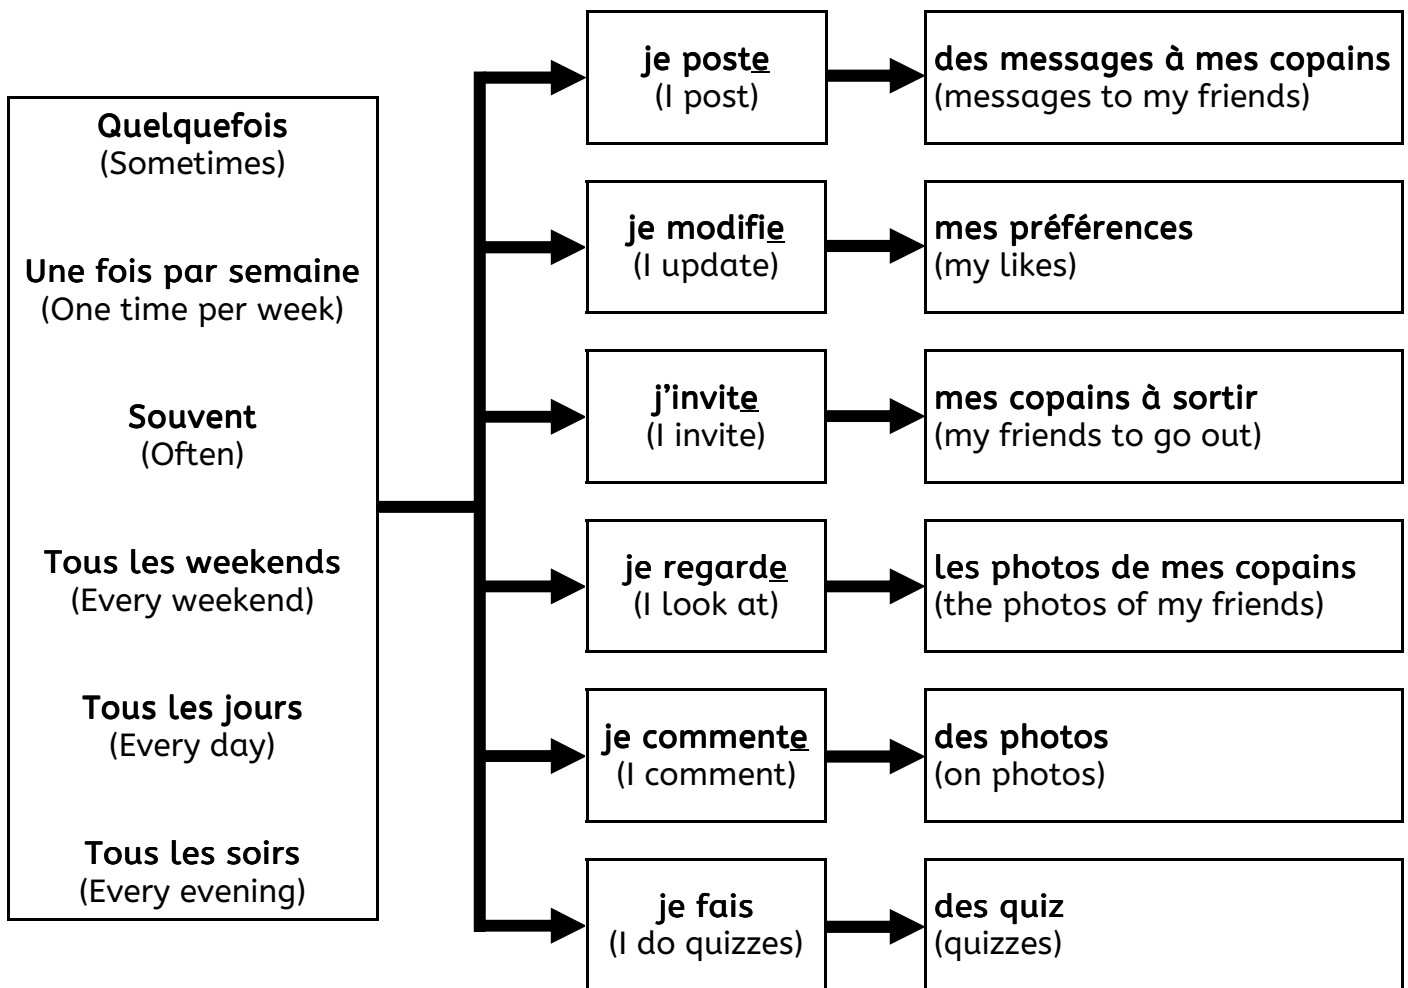 Quelquefois
(Sometimes)
Une fois par semaine
(One time per week)
Souvent
(Often)
Tous les weekends
(Every weekend)
Tous les jours
(Every day)
Tous les soirs
(Every evening)
je poste
(I post)
des messages à mes copains
(messages to my friends)
je modifie
(I update)
mes préférences
(my likes)
j’invite
(I invite)
mes copains à sortir
(my friends to go out)
je regarde
(I look at)
les photos de mes copains
(the photos of my friends)
je commente
(I comment)
des photos
(on photos)
je fais
(I do quizzes)
des quiz
(quizzes)